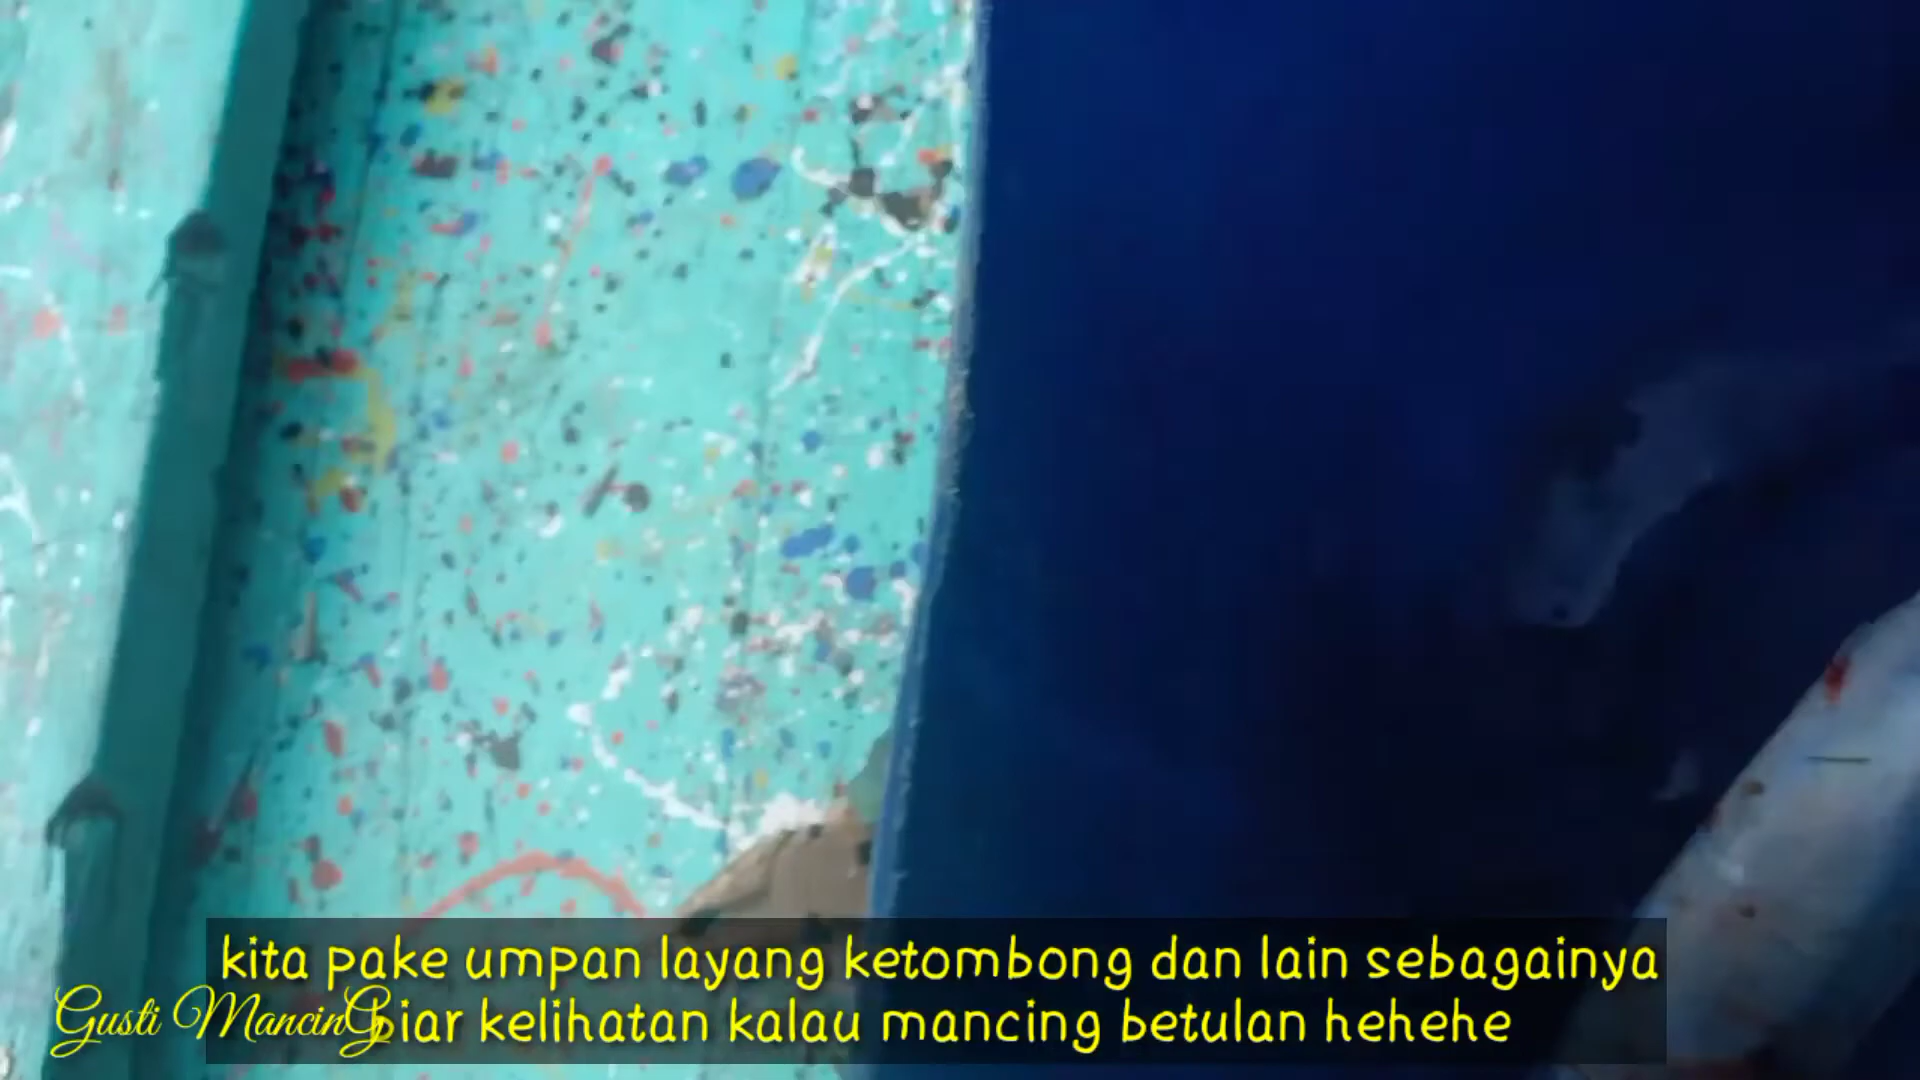 kita pake umpan layang ketombong dan lain sebagainya
biar kelihatan kalau mancing betulan hehehe
Gusti MancinG